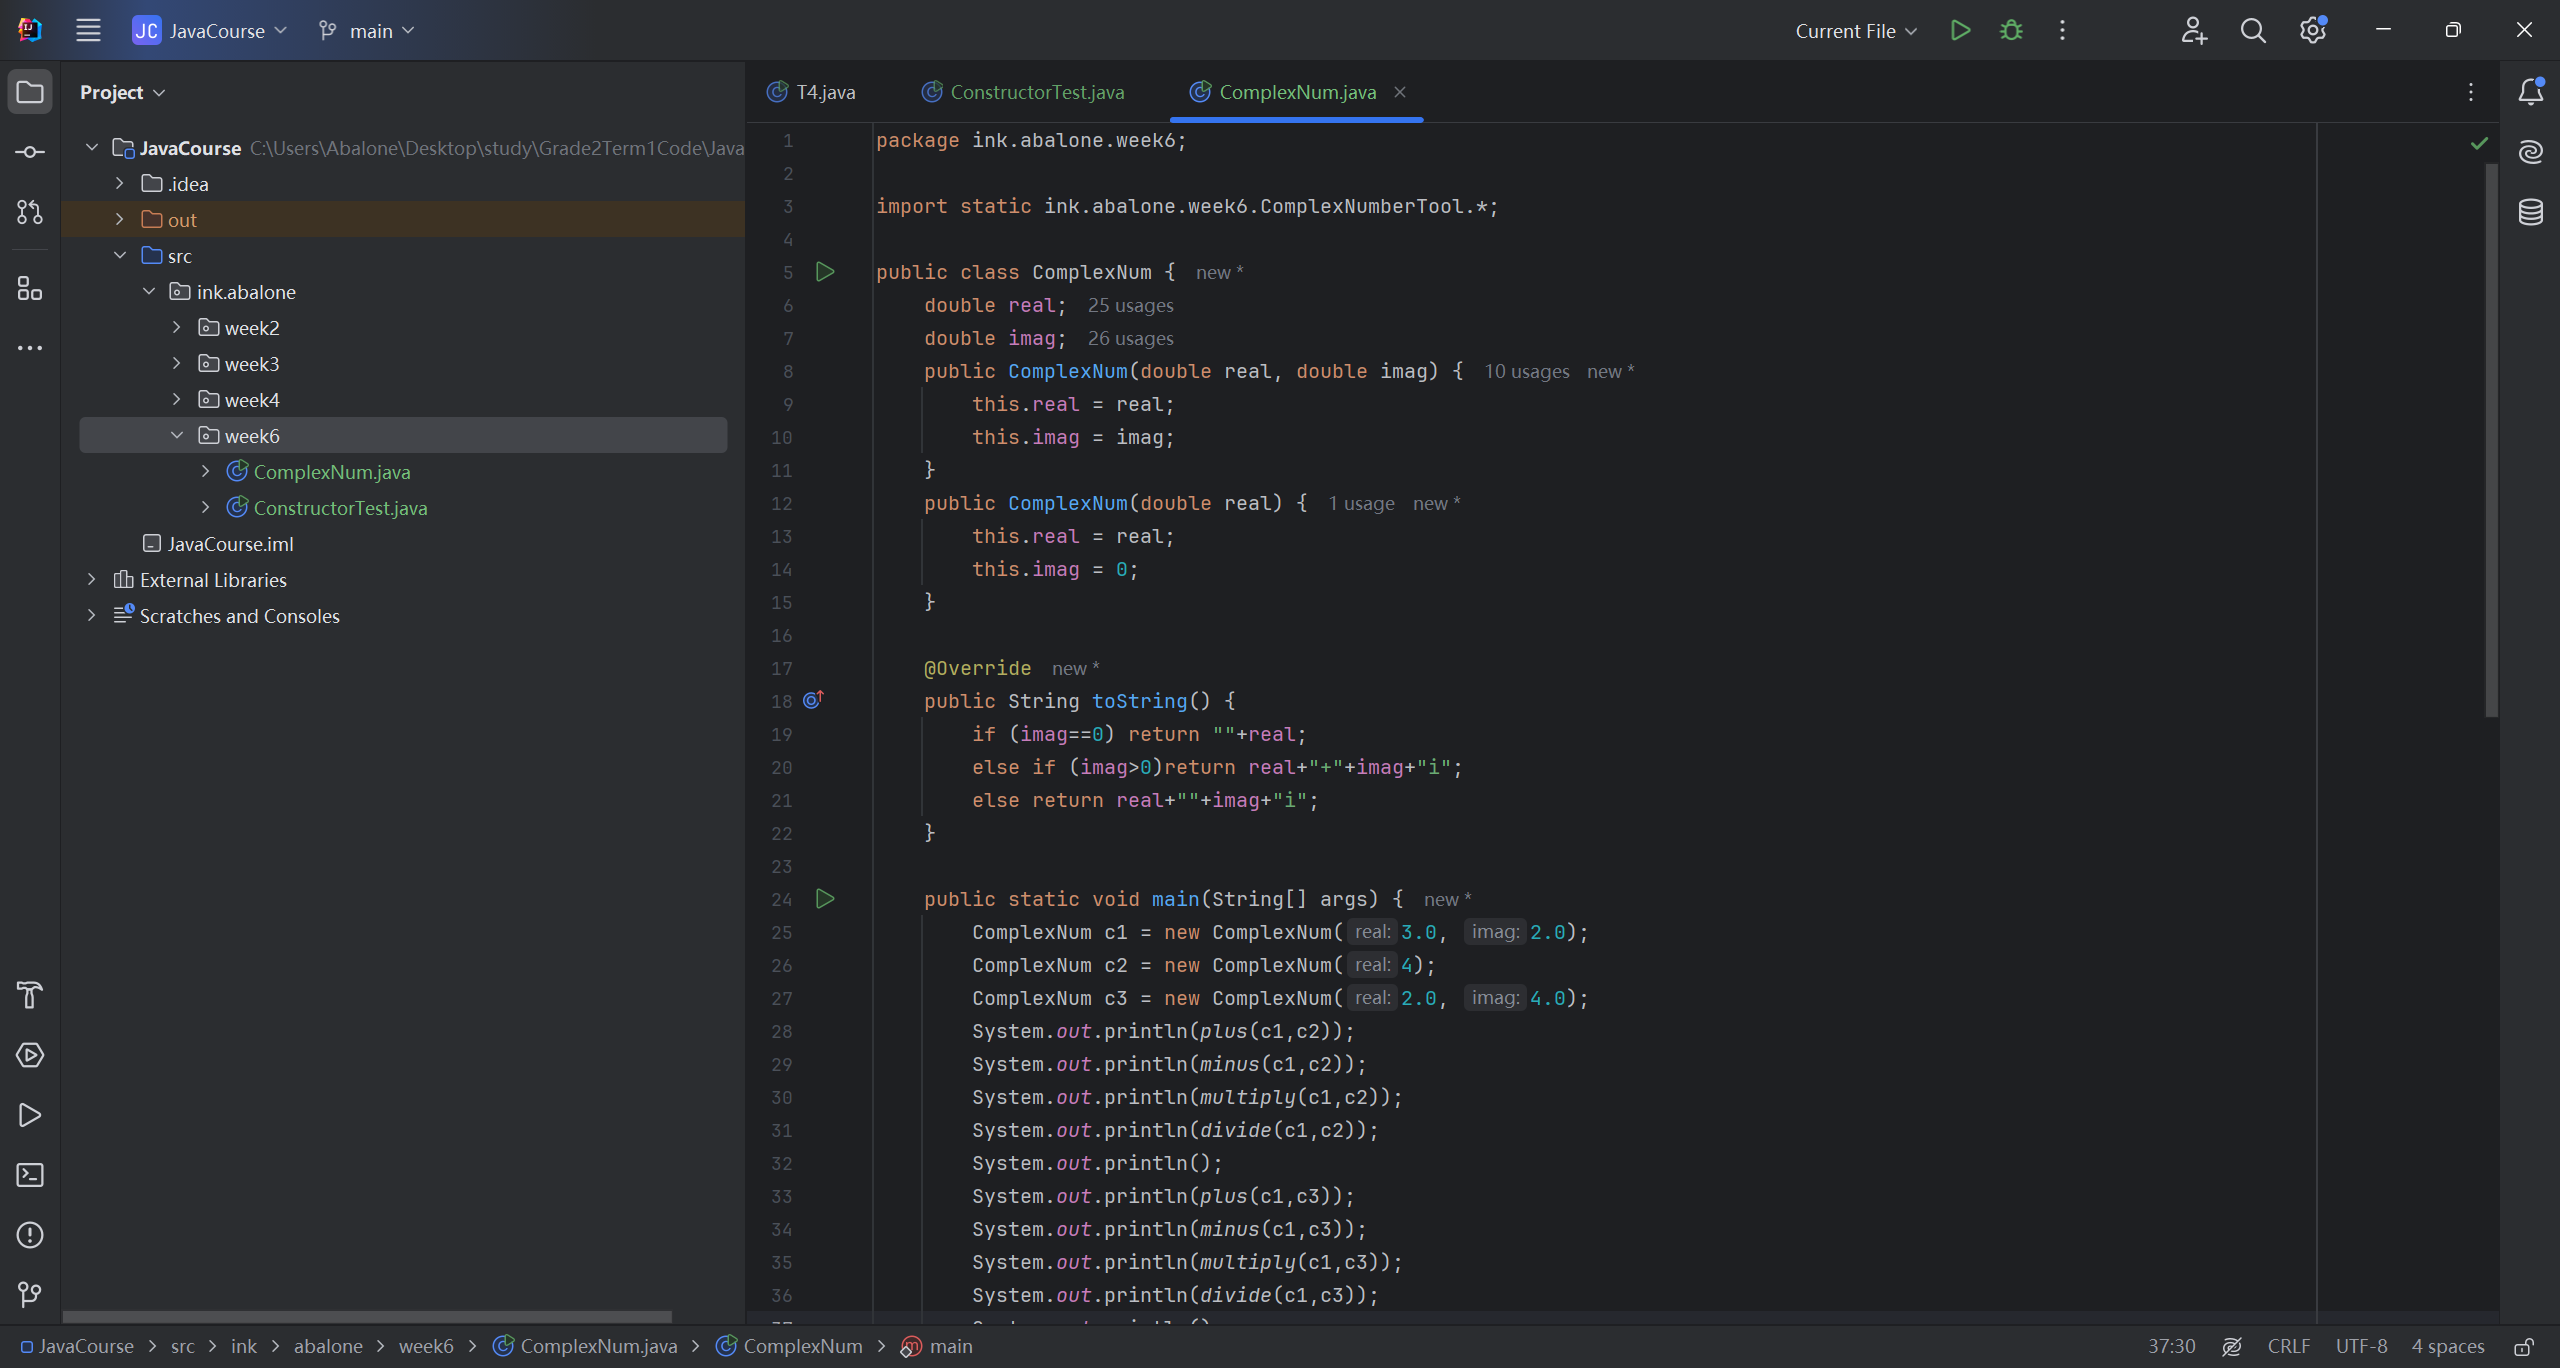 JC JavaCourse main Current File
Project
T4.java ConstructorTest.java ComplexNum.java
JavaCourse C:\Users\Abalone\Desktop\study\Grade2Term1Code\Java
.idea
out
src
ink.abalone
week2
week3
week4
week6
ComplexNum.java
ConstructorTest.java
JavaCourse.iml
External Libraries
Scratches and Consoles
1 package ink.abalone.week6;
2
3 import static ink.abalone.week6.ComplexNumberTool.*;
4
5 public class ComplexNum { new *
6 double real; 25 usages
7 double imag; 26 usages
8 public ComplexNum(double real, double imag) { 10 usages new *
9 this.real = real;
10 this.imag = imag;
11 }
12 public ComplexNum(double real) { 1 usage new *
13 this.real = real;
14 this.imag = 0;
15 }
16
17 @Override new *
18 public String toString() {
19 if (imag==0) return ""+real;
20 else if (imag>0)return real+"+"+imag+"i";
21 else return real+""+imag+"i";
22 }
23
24 public static void main(String[] args) { new *
25 ComplexNum c1 = new ComplexNum( real: 3.0, imag: 2.0);
26 ComplexNum c2 = new ComplexNum( real: 4);
27 ComplexNum c3 = new ComplexNum( real: 2.0, imag: 4.0);
28 System.out.println(plus(c1,c2));
29 System.out.println(minus(c1,c2));
30 System.out.println(multiply(c1,c2));
31 System.out.println(divide(c1,c2));
32 System.out.println();
33 System.out.println(plus(c1,c3));
34 System.out.println(minus(c1,c3));
35 System.out.println(multiply(c1,c3));
36 System.out.println(divide(c1,c3));
JavaCourse > src > ink > abalone > week6 > ComplexNum.java > ComplexNum > main 37:30 CRLF UTF-8 4 spaces